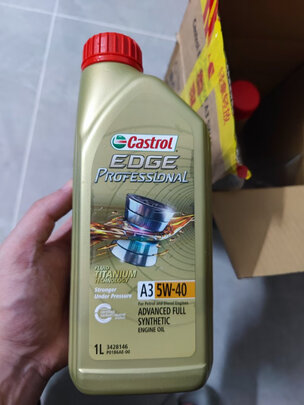 Castrol
EDGE
PROFESSIONAL
FLUID
TITANIUM
TECHNOLOGY
Stronger
Under Pressure
A3 5W-40
For Petrol and Diesel Engines
ADVANCED FULL
SYNTHETIC
ENGINE OIL
1L
3428146